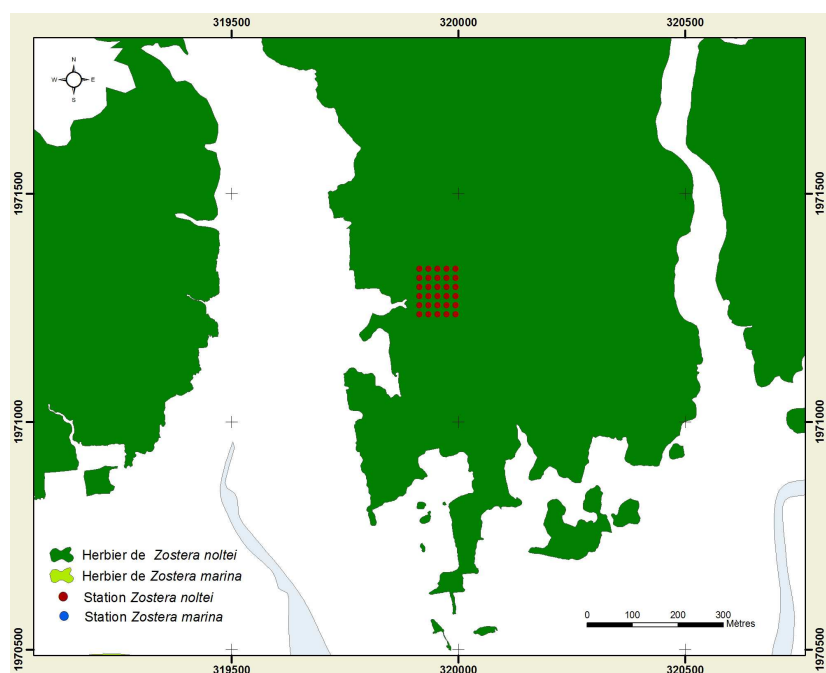 319500 320000 320500
N
W E
S
1971500 1971500
1971000 1971000
Herbier de Zostera noltei
Herbier de Zostera marina
Station Zostera noltei
Station Zostera marina
0 100 200 300
Mètres
1970500 1970500
319500 320000 320500